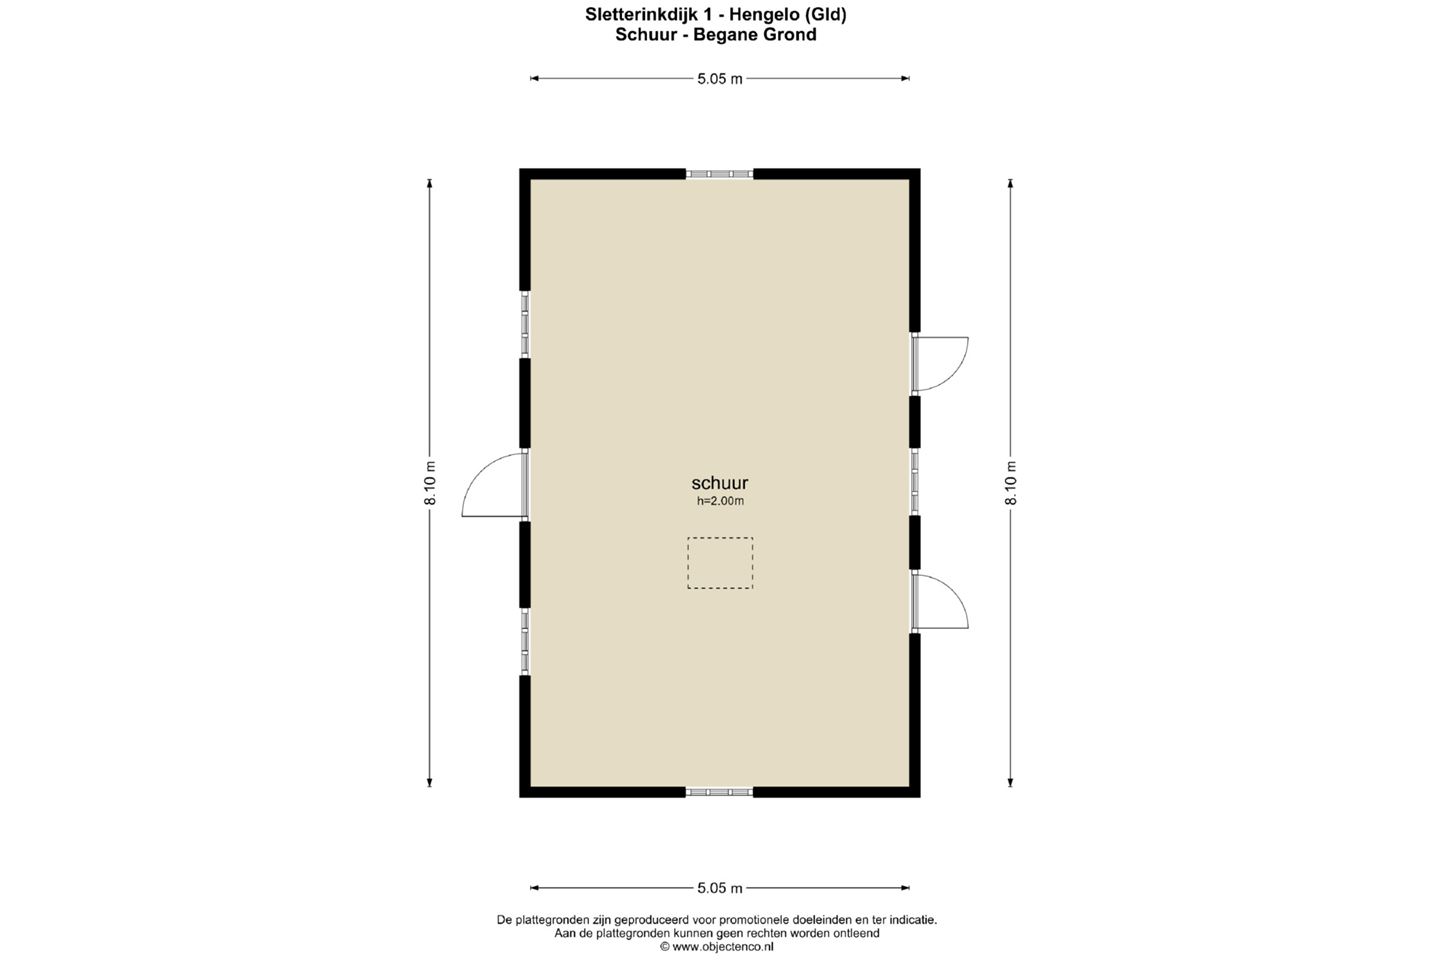 Sletterinkdijk 1 - Hengelo (Gld)
Schuur - Begane Grond
5.05 m
8.10 m
8.10 m
schuur
h=2.00m
5.05 m
De plattegronden zijn geproduceerd voor promotionele doeleinden en ter indicatie.
Aan de plattegronden kunnen geen rechten worden ontleend
© www.objectenco.nl